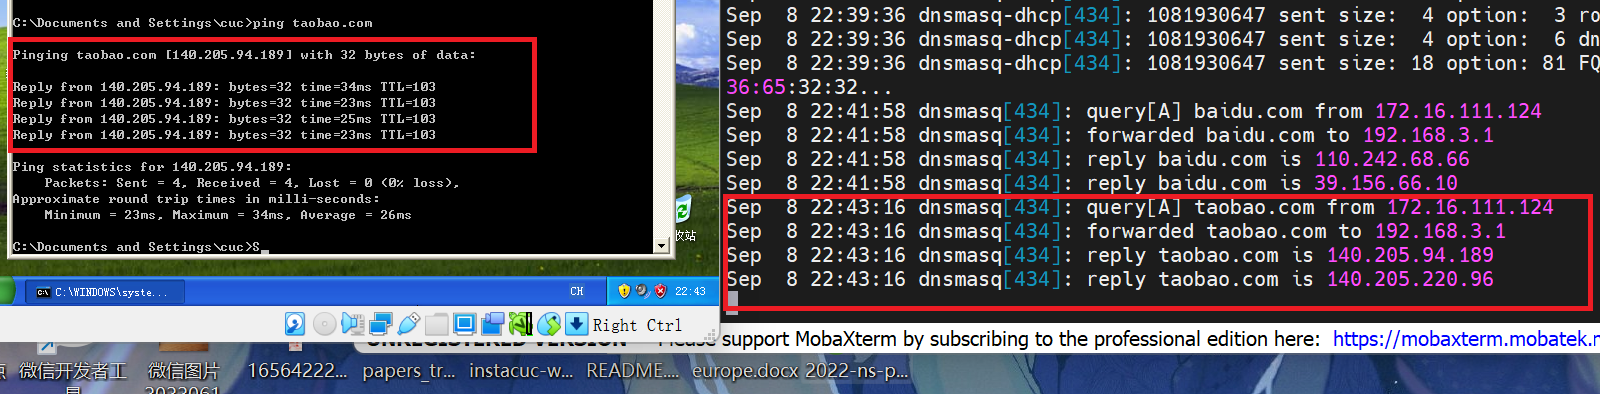 C:\Documents and Settings\cuc>ping taobao.com
Pinging taobao.com [140.205.94.189] with 32 bytes of data:
Reply from 140.205.94.189: bytes=32 time=34ms TTL=103
Reply from 140.205.94.189: bytes=32 time=23ms TTL=103
Reply from 140.205.94.189: bytes=32 time=25ms TTL=103
Reply from 140.205.94.189: bytes=32 time=23ms TTL=103
Ping statistics for 140.205.94.189:
Packets: Sent = 4, Received = 4, Lost = 0 (0% loss),
Approximate round trip times in milli-seconds:
Minimum = 23ms, Maximum = 34ms, Average = 26ms
C:\Documents and Settings\cuc>S_
收站
C:\WINDOWS\syste...
CH
22:43
Right Ctrl
Sep 8 22:39:36 dnsmasq-dhcp[434]: 1081930647 sent size: 4 option: 3 ro
Sep 8 22:39:36 dnsmasq-dhcp[434]: 1081930647 sent size: 4 option: 6 dn
Sep 8 22:39:36 dnsmasq-dhcp[434]: 1081930647 sent size: 18 option: 81 FQ
36:65:32:32...
Sep 8 22:41:58 dnsmasq[434]: query[A] baidu.com from 172.16.111.124
Sep 8 22:41:58 dnsmasq[434]: forwarded baidu.com to 192.168.3.1
Sep 8 22:41:58 dnsmasq[434]: reply baidu.com is 110.242.68.66
Sep 8 22:41:58 dnsmasq[434]: reply baidu.com is 39.156.66.10
Sep 8 22:43:16 dnsmasq[434]: query[A] taobao.com from 172.16.111.124
Sep 8 22:43:16 dnsmasq[434]: forwarded taobao.com to 192.168.3.1
Sep 8 22:43:16 dnsmasq[434]: reply taobao.com is 140.205.94.189
Sep 8 22:43:16 dnsmasq[434]: reply taobao.com is 140.205.220.96
UNREGISTERED VERSION - Please support MobaXterm by subscribing to the professional edition here: https://mobaxterm.mobatek.n
微信开发者工
微信图片
16564222...
papers_tr...
instacuc-w...
README....
europe.docx
2022-ns-p...